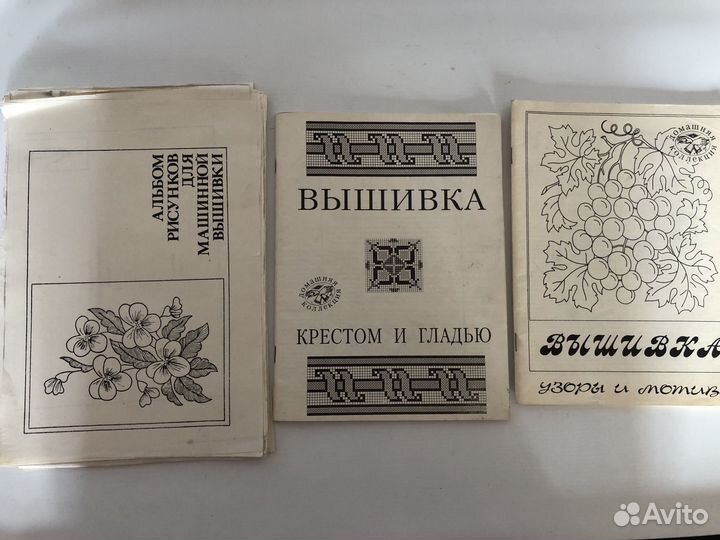 АЛЬБОМ
РИСУНКОВ
ДЛЯ
МАШИННОЙ
ВЫШИВКИ
ВЫШИВКА
ДОМАШНЯЯ
КОЛЛЕКЦИЯ
КРЕСТОМ И ГЛАДЬЮ
ДОМАШНЯЯ
КОЛЛЕКЦИЯ
ВЫШИВКА
узоры и мотив
Avito